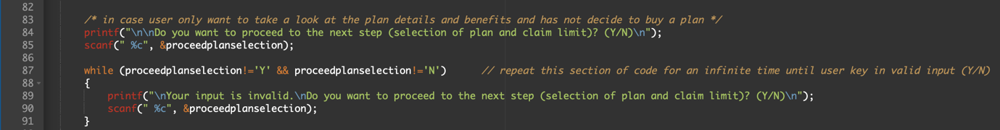 82
83 /* in case user only want to take a look at the plan details and benefits and has not decide to buy a plan */
84 printf("\n\nDo you want to proceed to the next step (selection of plan and claim limit)? (Y/N)\n");
85 scanf(" %c", &proceedplanselection);
86
87 while (proceedplanselection!='Y' && proceedplanselection!='N') // repeat this section of code for an infinite time until user key in valid input (Y/N)
88 {
89 printf("\nYour input is invalid.\nDo you want to proceed to the next step (selection of plan and claim limit)? (Y/N)\n");
90 scanf(" %c", &proceedplanselection);
91 }